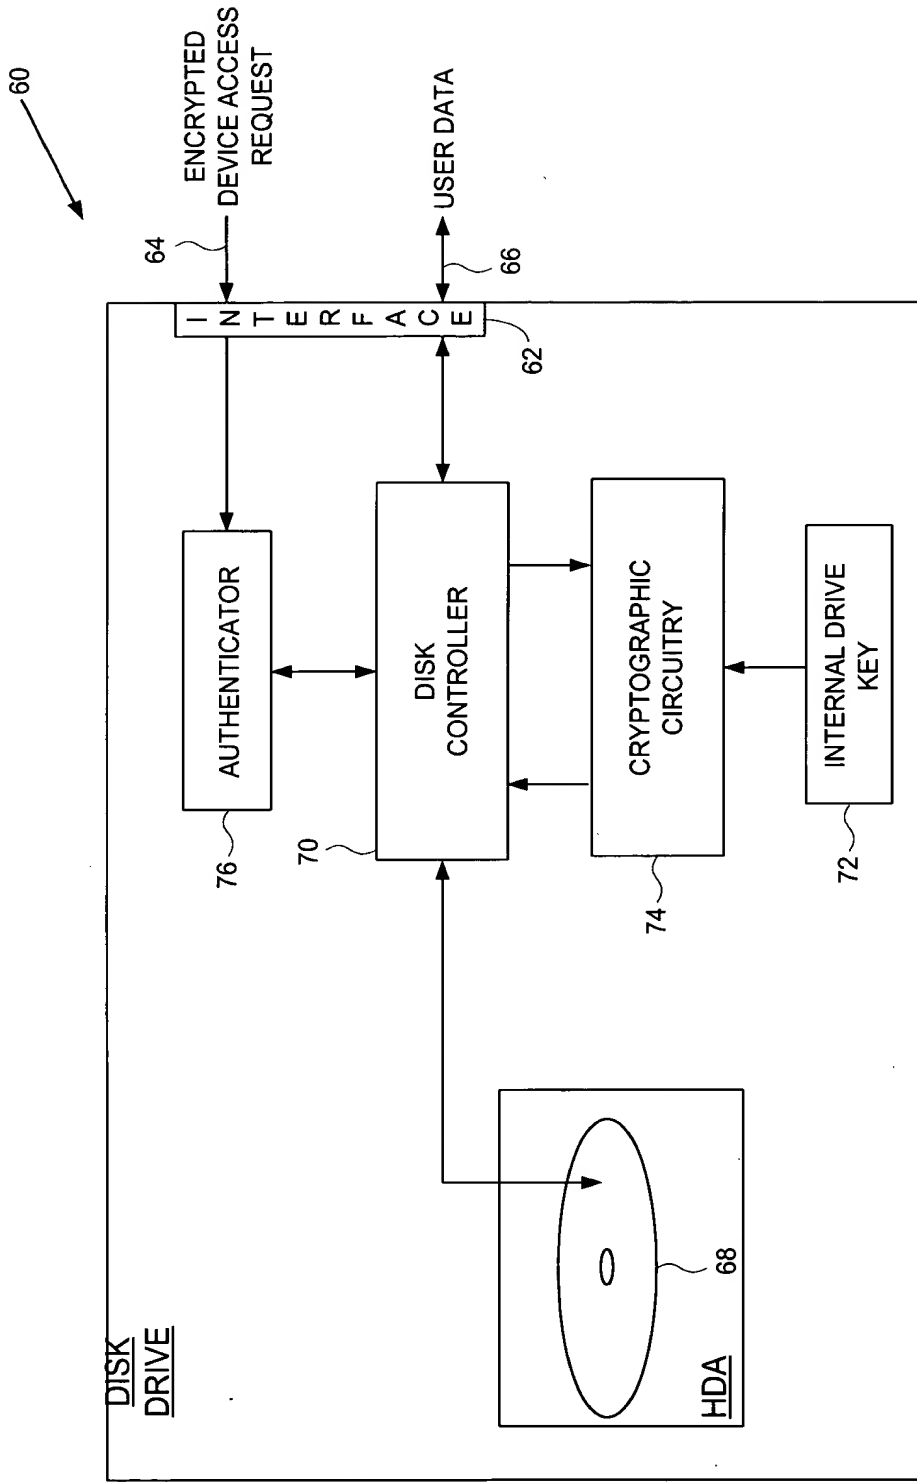 60
DISK
DRIVE
ENCRYPTED
DEVICE ACCESS
REQUEST
64
USER DATA
66
INTERFACE
62
AUTHENTICATOR
76
DISK
CONTROLLER
70
CRYPTOGRAPHIC
CIRCUITRY
74
INTERNAL DRIVE
KEY
72
68
HDA